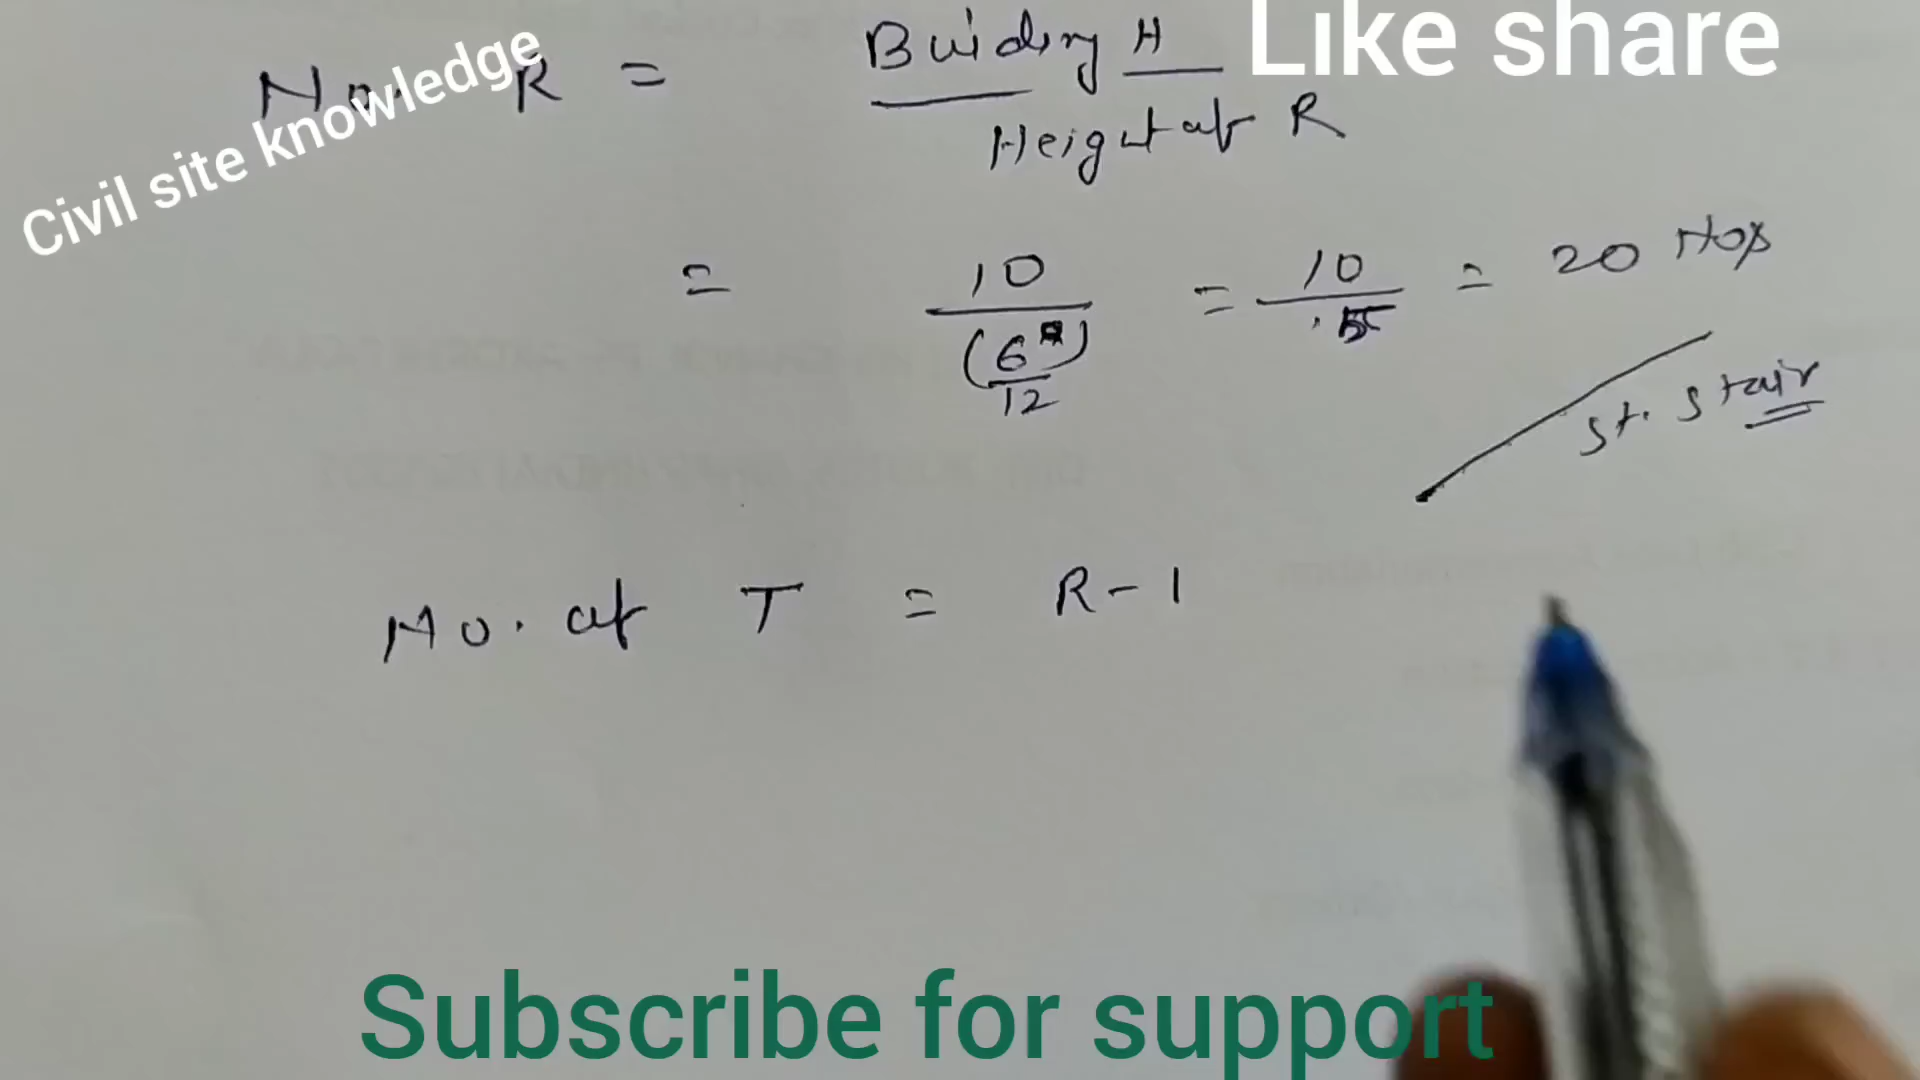 Like share
Civil site knowledge
No. R = Building H
Height of R
= 10 = 10 = 20 Nos
(6") .5
12
st. stair
No. of T = R - 1
Subscribe for support